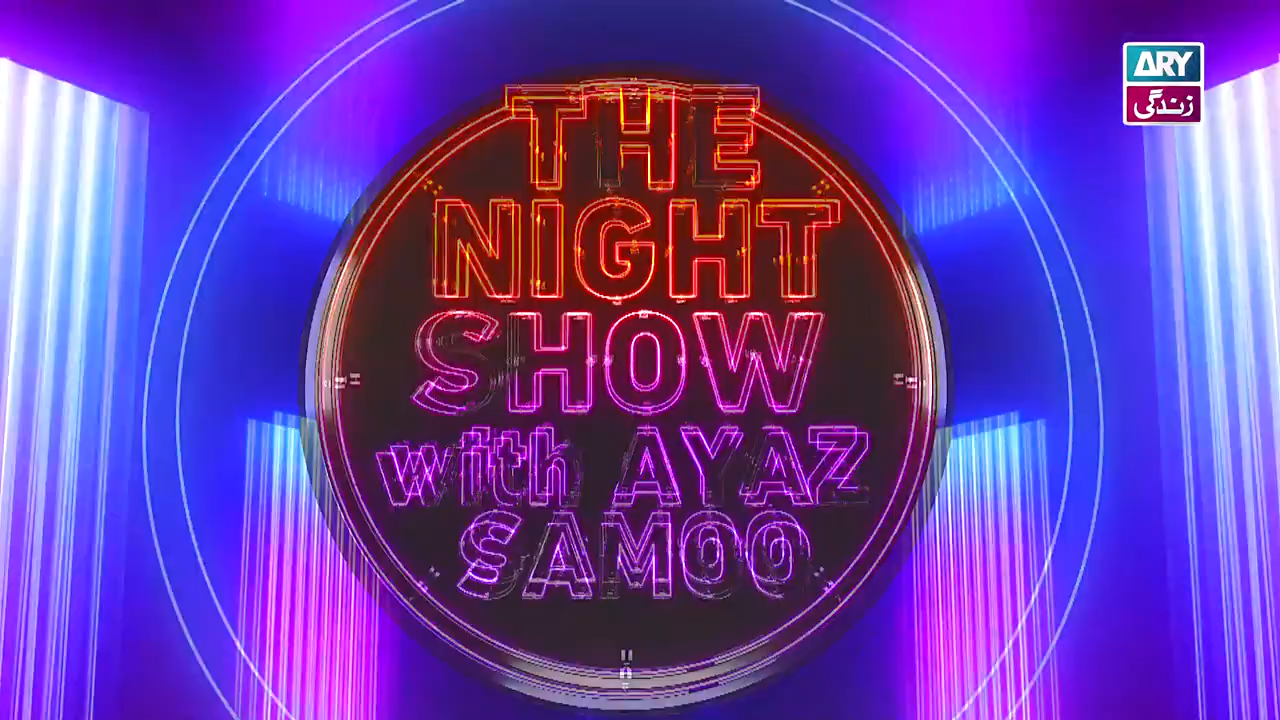 THE
NIGHT
SHOW
with AYAZ
SAMOO
ARY
زندگی